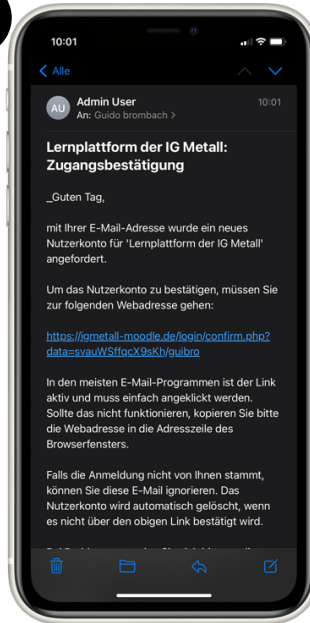 10:01
Alle
AU
Admin User
10:01
An: Guido brombach >
Lernplattform der IG Metall:
Zugangsbestätigung
_Guten Tag,
mit Ihrer E-Mail-Adresse wurde ein neues
Nutzerkonto für 'Lernplattform der IG Metall'
angefordert.
Um das Nutzerkonto zu bestätigen, müssen Sie
zur folgenden Webadresse gehen:
https://igmetall-moodle.de/login/confirm.php?
data=svauWSffqcX9sKh/guibro
In den meisten E-Mail-Programmen ist der Link
aktiv und muss einfach angeklickt werden.
Sollte das nicht funktionieren, kopieren Sie bitte
die Webadresse in die Adresszeile des
Browserfensters.
Falls die Anmeldung nicht von Ihnen stammt,
können Sie diese E-Mail ignorieren. Das
Nutzerkonto wird automatisch gelöscht, wenn
es nicht über den obigen Link bestätigt wird.